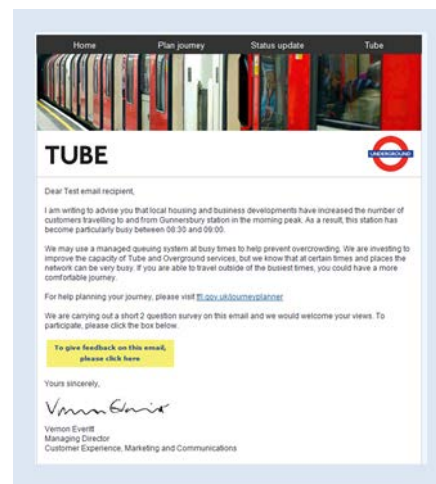 Home Plan journey Status update Tube
TUBE
UNDERGROUND
Dear Test email recipient,
I am writing to advise you that local housing and business developments have increased the number of
customers travelling to and from Gunnersbury station in the morning peak. As a result, this station has
become particularly busy between 08:30 and 09:00.
We may use a managed queuing system at busy times to help prevent overcrowding. We are investing to
improve the capacity of Tube and Overground services, but we know that at certain times and places the
network can be very busy. If you are able to travel outside of the busiest times, you could have a more
comfortable journey.
For help planning your journey, please visit tfl.gov.uk/journeyplanner
We are carrying out a short 2 question survey on this email and we would welcome your views. To
participate, please click the box below.
To give feedback on this email,
please click here
Yours sincerely,
Vernon Everitt
Vernon Everitt
Managing Director
Customer Experience, Marketing and Communications